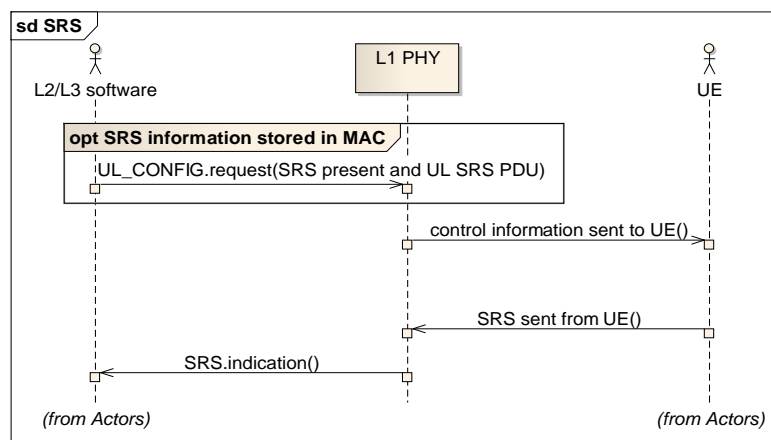 sd SRS
L2/L3 software
L1 PHY
UE
opt SRS information stored in MAC
UL_CONFIG.request(SRS present and UL SRS PDU)
control information sent to UE()
SRS sent from UE()
SRS.indication()
(from Actors)
(from Actors)